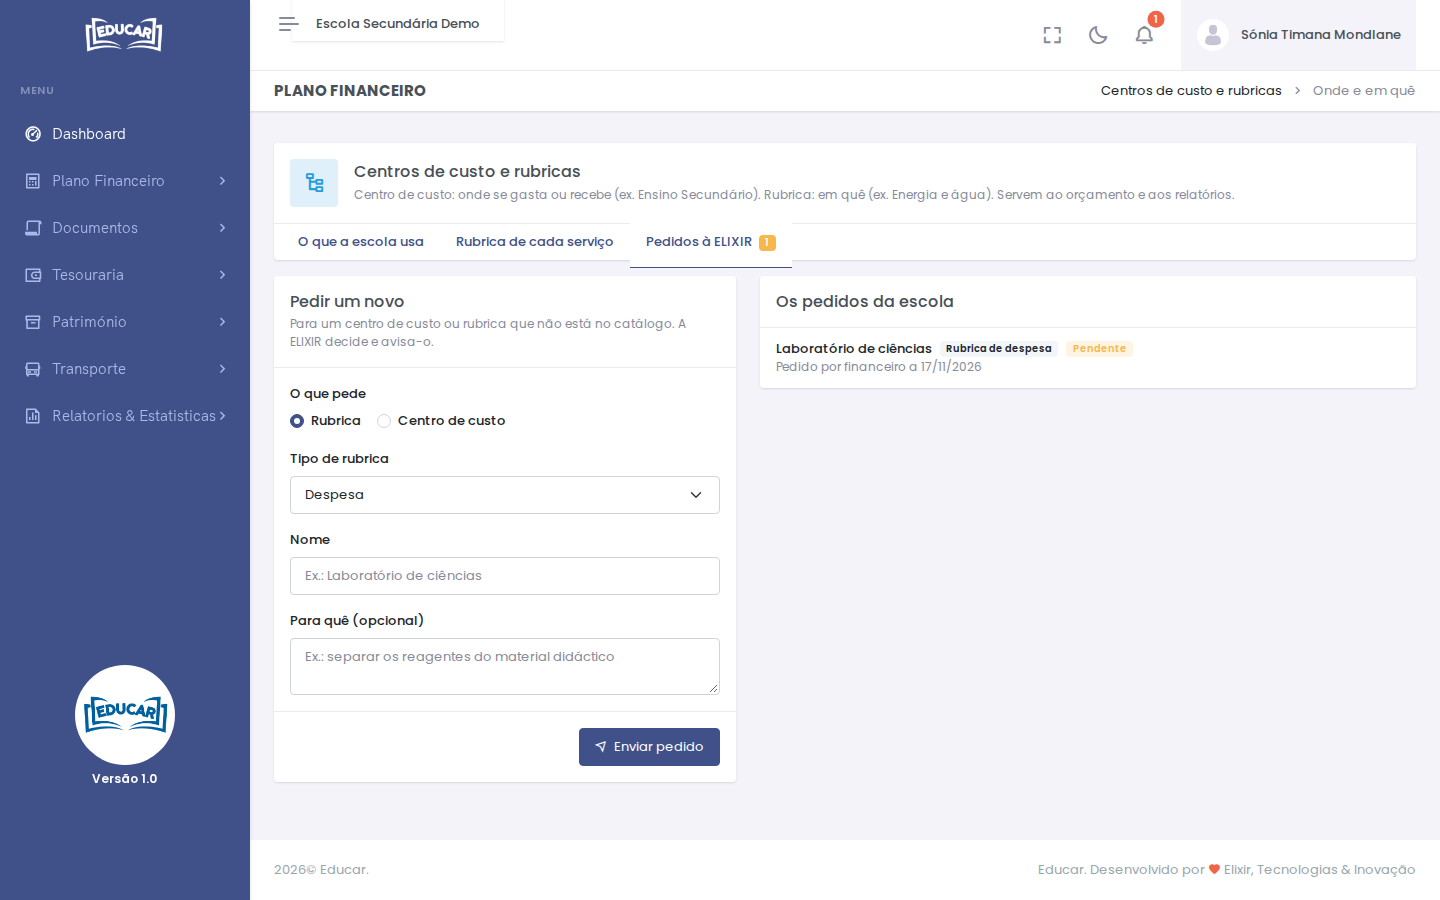 EDUCAR
Escola Secundária Demo
1
Sónia Timana Mondlane
MENU
Dashboard
Plano Financeiro
Documentos
Tesouraria
Património
Transporte
Relatorios & Estatisticas
EDUCAR
Versão 1.0
PLANO FINANCEIRO
Centros de custo e rubricas > Onde e em quê
Centros de custo e rubricas
Centro de custo: onde se gasta ou recebe (ex. Ensino Secundário). Rubrica: em quê (ex. Energia e água). Servem ao orçamento e aos relatórios.
O que a escola usa
Rubrica de cada serviço
Pedidos à ELIXIR 1
Pedir um novo
Para um centro de custo ou rubrica que não está no catálogo. A
ELIXIR decide e avisa-o.
O que pede
Rubrica
Centro de custo
Tipo de rubrica
Despesa
Nome
Ex.: Laboratório de ciências
Para quê (opcional)
Ex.: separar os reagentes do material didáctico
Enviar pedido
Os pedidos da escola
Laboratório de ciências Rubrica de despesa Pendente
Pedido por financeiro a 17/11/2026
2026© Educar.
Educar. Desenvolvido por Elixir, Tecnologias & Inovação